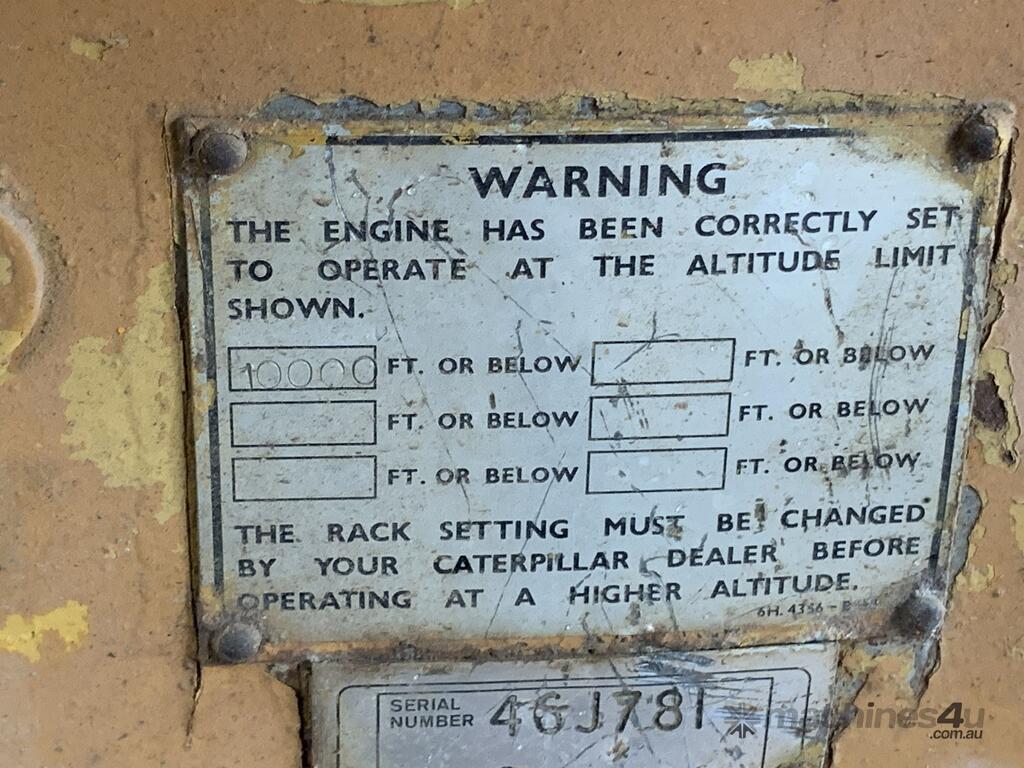 WARNING
THE ENGINE HAS BEEN CORRECTLY SET
TO OPERATE AT THE ALTITUDE LIMIT
SHOWN.
10000 FT. OR BELOW FT. OR BELOW
FT. OR BELOW FT. OR BELOW
FT. OR BELOW FT. OR BELOW
THE RACK SETTING MUST BE CHANGED
BY YOUR CATERPILLAR DEALER BEFORE
OPERATING AT A HIGHER ALTITUDE.
6H. 4356-
SERIAL
NUMBER 46J781
machines4u
.com.au